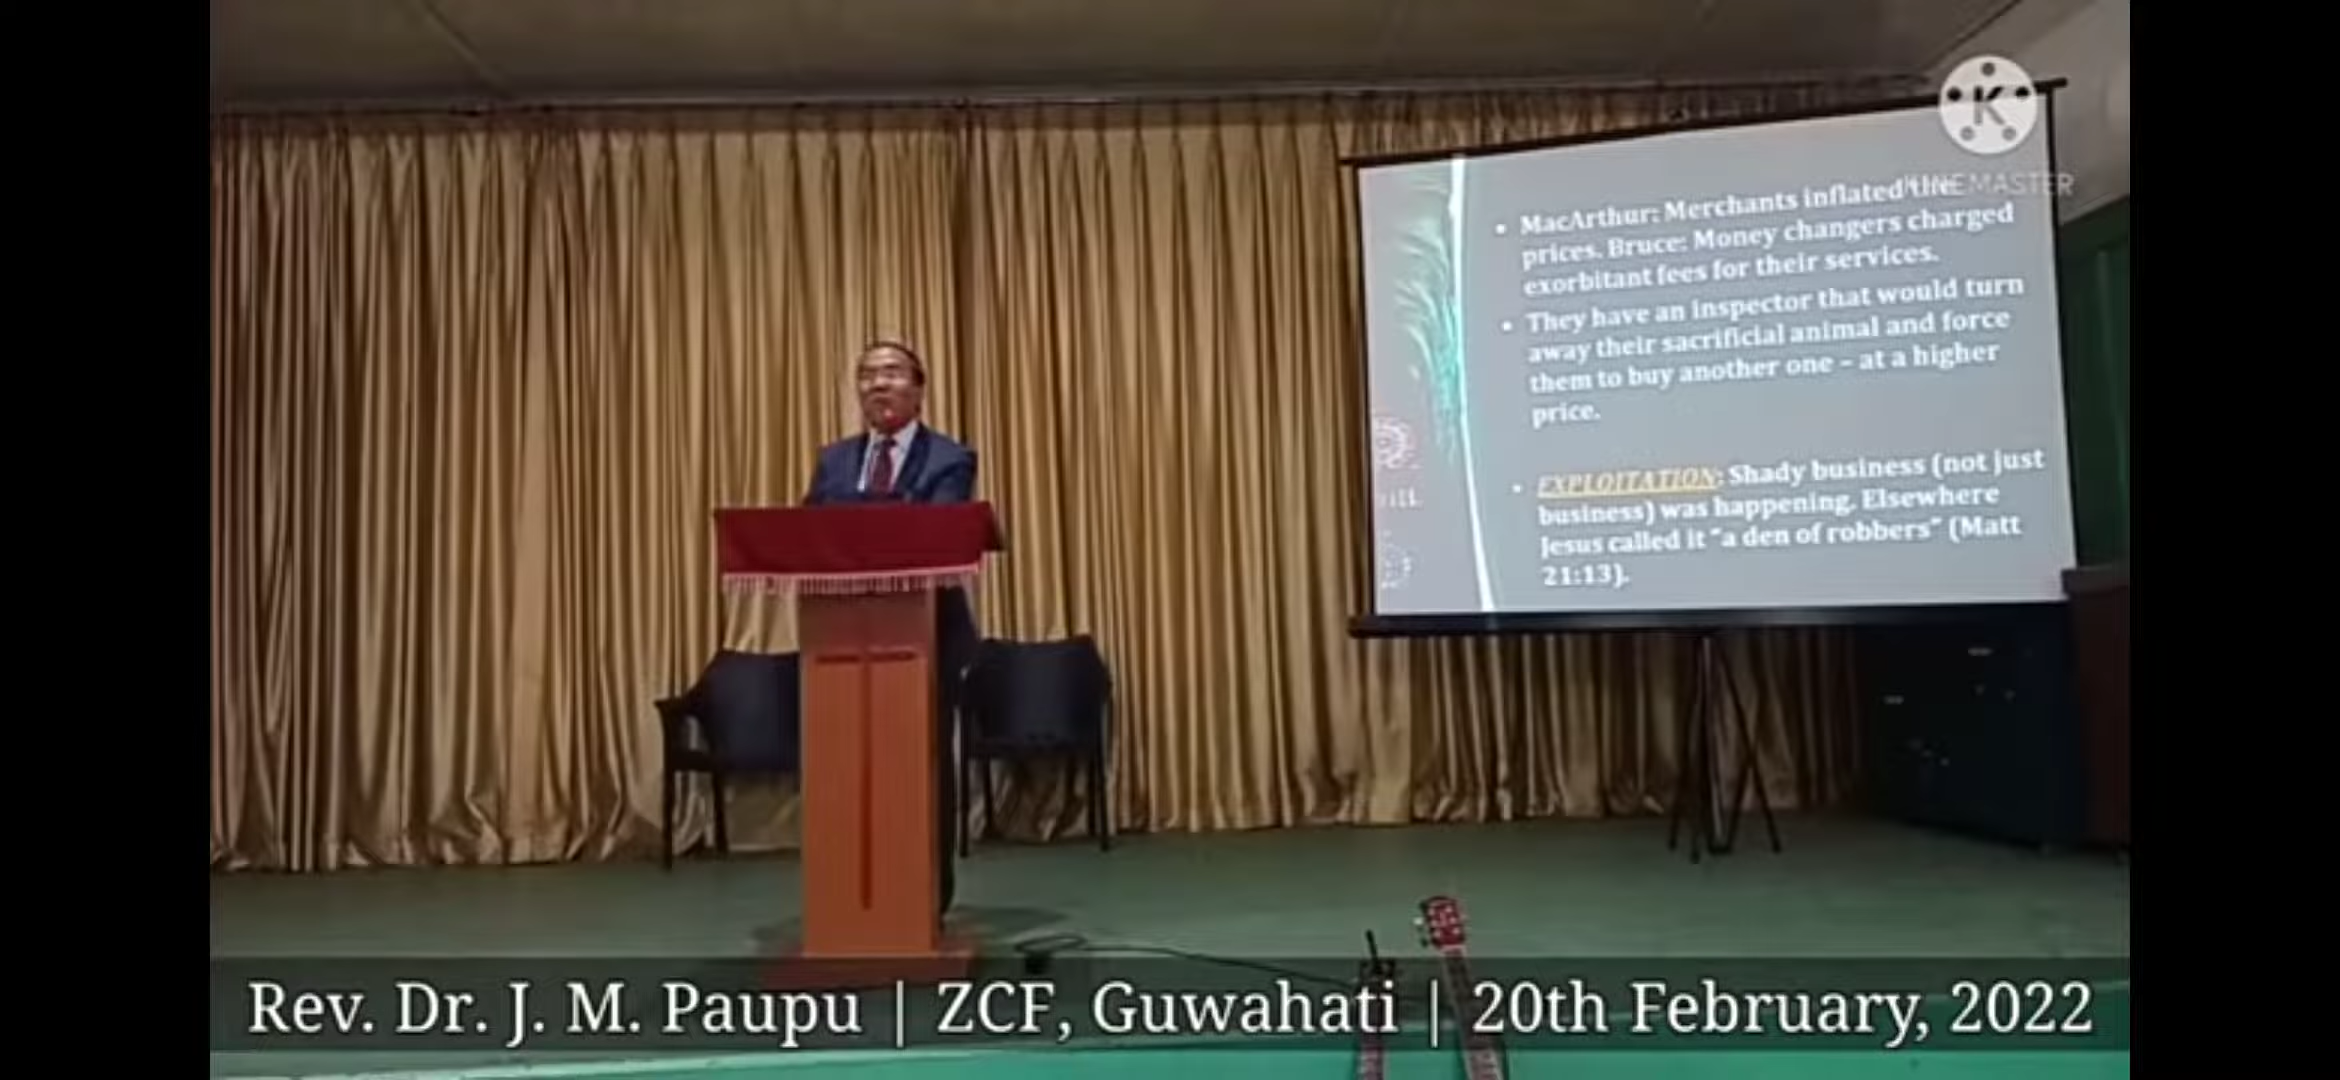 KINEMASTER
• MacArthur: Merchants inflated the
prices. Bruce: Money changers charged
exorbitant fees for their services.
• They have an inspector that would turn
away their sacrificial animal and force
them to buy another one – at a higher
price.
• EXPLOITATION: Shady business (not just
business) was happening. Elsewhere
Jesus called it "a den of robbers" (Matt
21:13).
Rev. Dr. J. M. Paupu | ZCF, Guwahati | 20th February, 2022